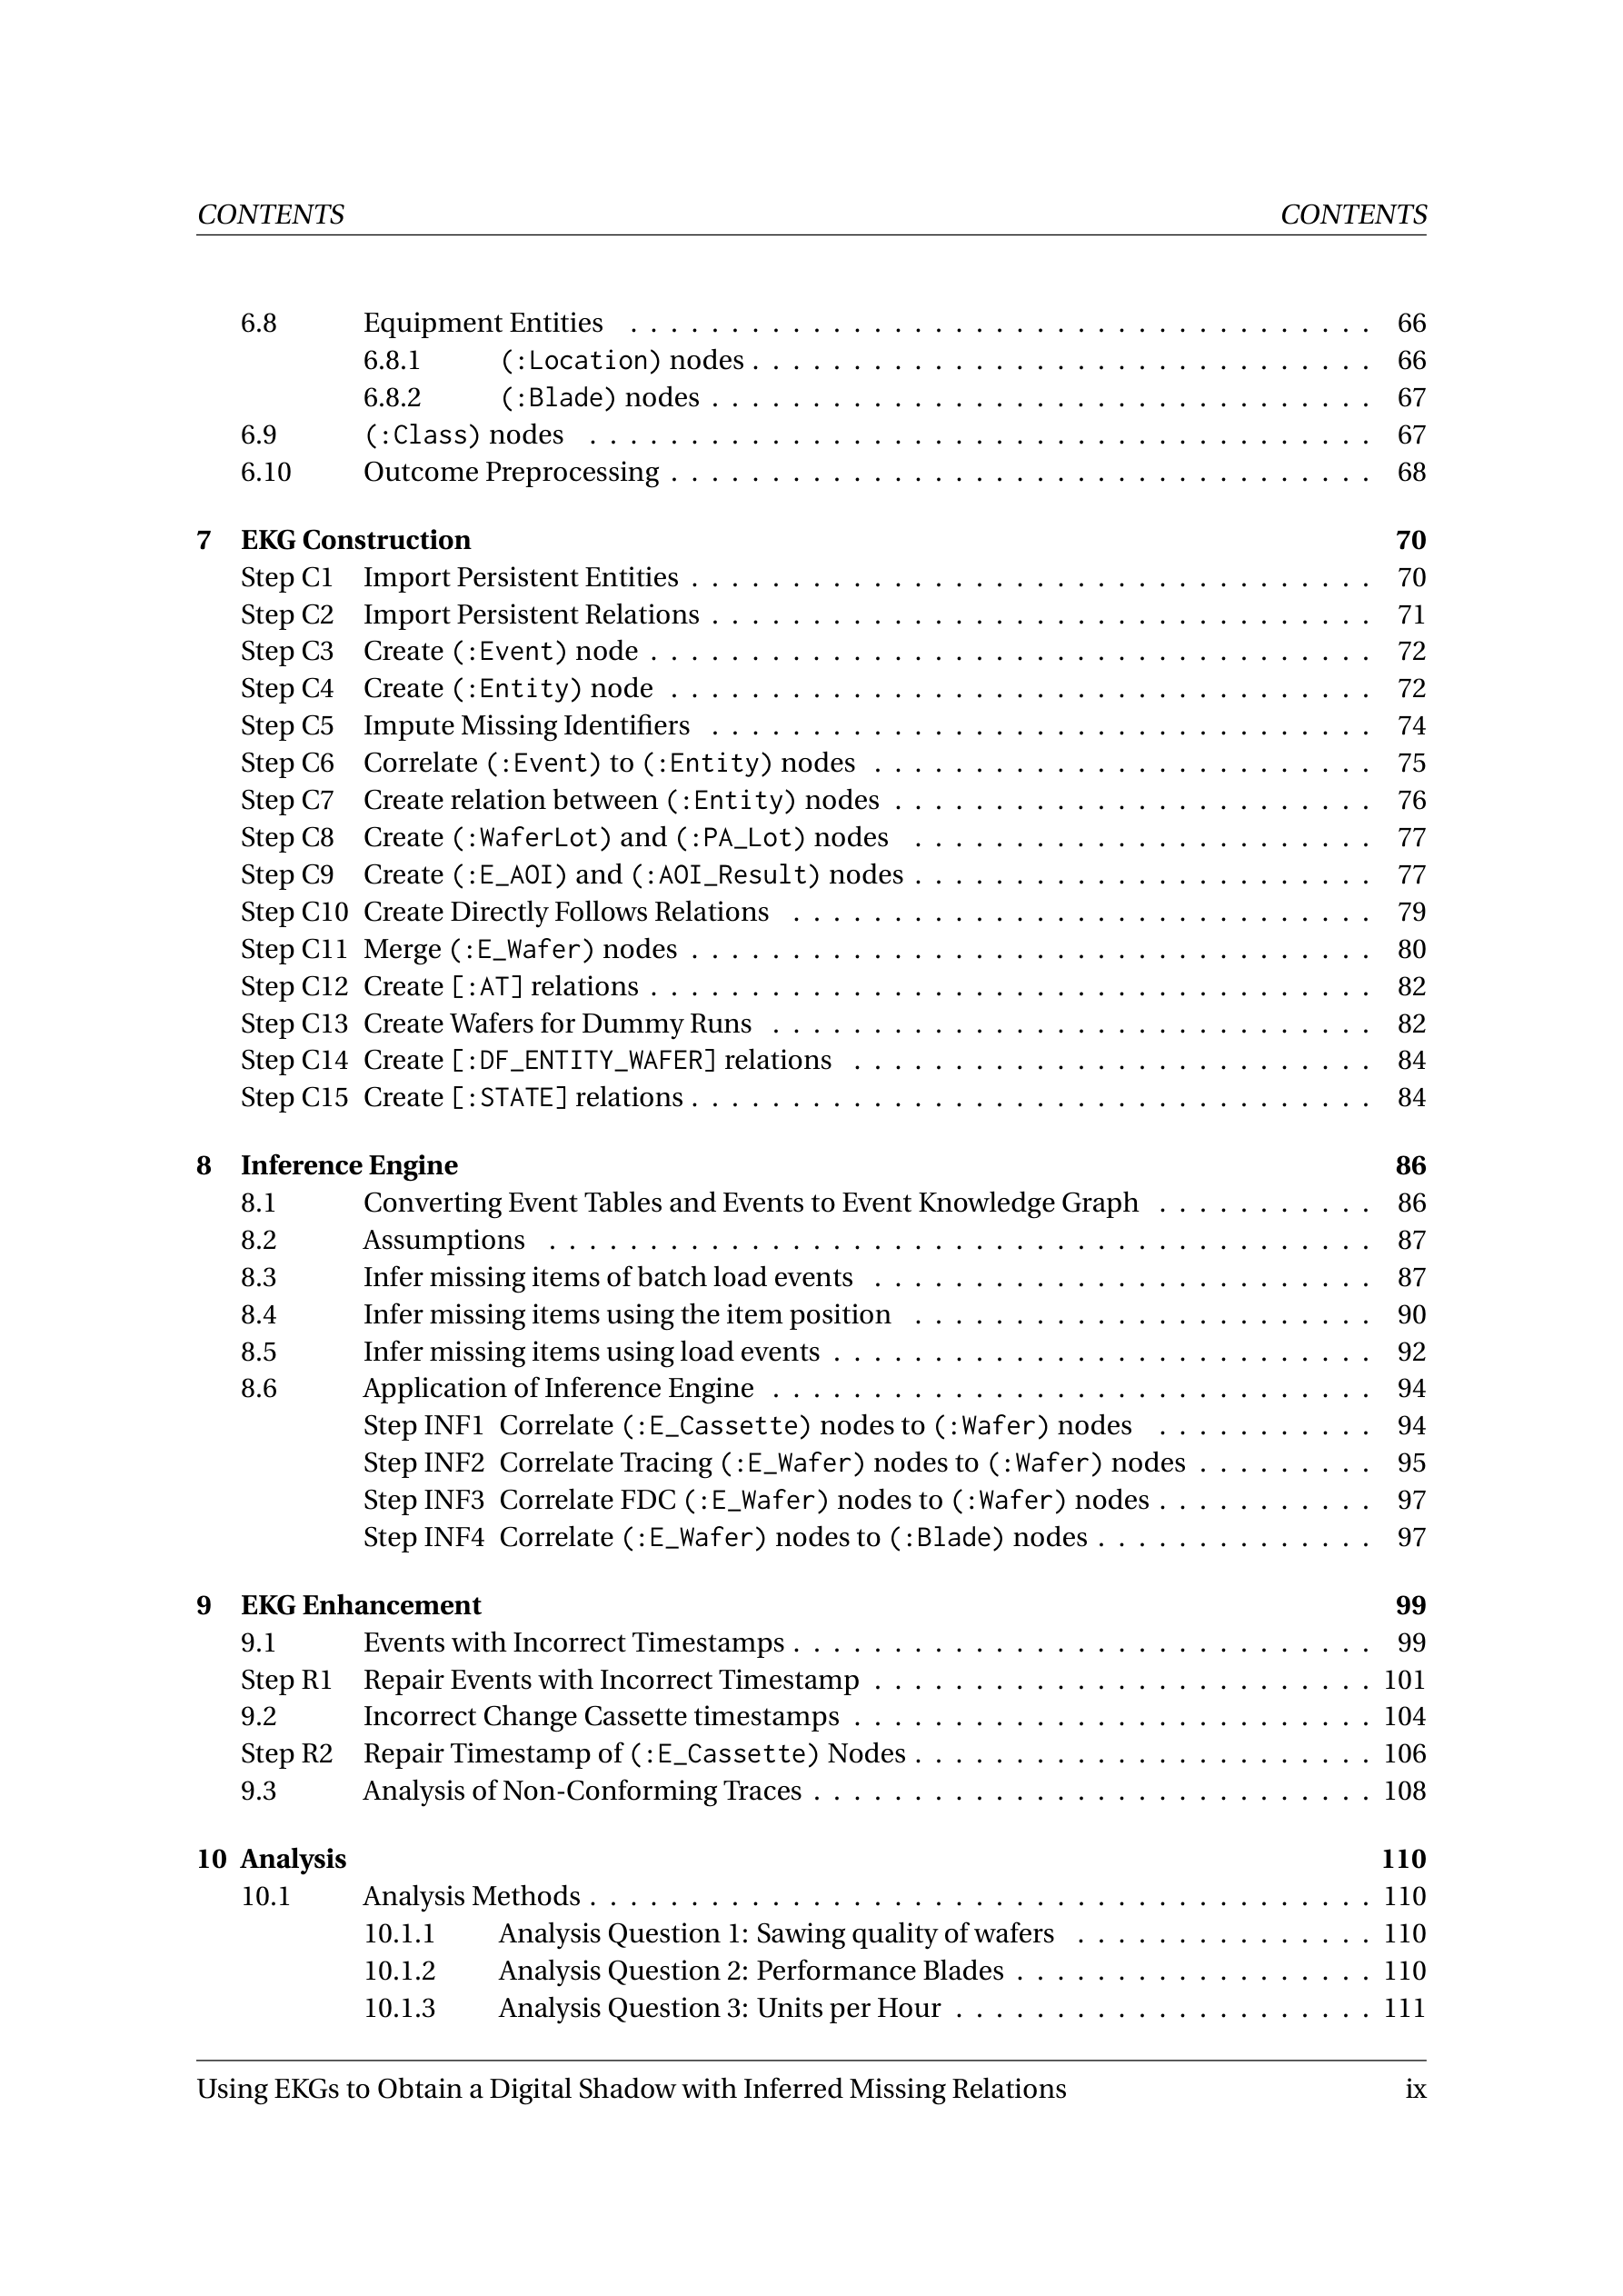 CONTENTS CONTENTS
6.8 Equipment Entities . . . . . . . . . . . . . . . . . . . . . . . . . . . . . . . . . . . . . 66
6.8.1 (:Location) nodes . . . . . . . . . . . . . . . . . . . . . . . . . . . . . . . 66
6.8.2 (:Blade) nodes . . . . . . . . . . . . . . . . . . . . . . . . . . . . . . . . . 67
6.9 (:Class) nodes . . . . . . . . . . . . . . . . . . . . . . . . . . . . . . . . . . . . . . . 67
6.10 Outcome Preprocessing . . . . . . . . . . . . . . . . . . . . . . . . . . . . . . . . . . . 68
7 EKG Construction 70
Step C1 Import Persistent Entities . . . . . . . . . . . . . . . . . . . . . . . . . . . . . . . . . . 70
Step C2 Import Persistent Relations . . . . . . . . . . . . . . . . . . . . . . . . . . . . . . . . . 71
Step C3 Create (:Event) node . . . . . . . . . . . . . . . . . . . . . . . . . . . . . . . . . . . . 72
Step C4 Create (:Entity) node . . . . . . . . . . . . . . . . . . . . . . . . . . . . . . . . . . . 72
Step C5 Impute Missing Identifiers . . . . . . . . . . . . . . . . . . . . . . . . . . . . . . . . . 74
Step C6 Correlate (:Event) to (:Entity) nodes . . . . . . . . . . . . . . . . . . . . . . . . . 75
Step C7 Create relation between (:Entity) nodes . . . . . . . . . . . . . . . . . . . . . . . . 76
Step C8 Create (:WaferLot) and (:PA_Lot) nodes . . . . . . . . . . . . . . . . . . . . . . . 77
Step C9 Create (:E_AOI) and (:AOI_Result) nodes . . . . . . . . . . . . . . . . . . . . . . . 77
Step C10 Create Directly Follows Relations . . . . . . . . . . . . . . . . . . . . . . . . . . . . . 79
Step C11 Merge (:E_Wafer) nodes . . . . . . . . . . . . . . . . . . . . . . . . . . . . . . . . . . 80
Step C12 Create [:AT] relations . . . . . . . . . . . . . . . . . . . . . . . . . . . . . . . . . . . . 82
Step C13 Create Wafers for Dummy Runs . . . . . . . . . . . . . . . . . . . . . . . . . . . . . . 82
Step C14 Create [:DF_ENTITY_WAFER] relations . . . . . . . . . . . . . . . . . . . . . . . . . . 84
Step C15 Create [:STATE] relations . . . . . . . . . . . . . . . . . . . . . . . . . . . . . . . . . . 84
8 Inference Engine 86
8.1 Converting Event Tables and Events to Event Knowledge Graph . . . . . . . . . . . 86
8.2 Assumptions . . . . . . . . . . . . . . . . . . . . . . . . . . . . . . . . . . . . . . . . . 87
8.3 Infer missing items of batch load events . . . . . . . . . . . . . . . . . . . . . . . . . 87
8.4 Infer missing items using the item position . . . . . . . . . . . . . . . . . . . . . . . 90
8.5 Infer missing items using load events . . . . . . . . . . . . . . . . . . . . . . . . . . . 92
8.6 Application of Inference Engine . . . . . . . . . . . . . . . . . . . . . . . . . . . . . . 94
Step INF1 Correlate (:E_Cassette) nodes to (:Wafer) nodes . . . . . . . . . . . 94
Step INF2 Correlate Tracing (:E_Wafer) nodes to (:Wafer) nodes . . . . . . . . . 95
Step INF3 Correlate FDC (:E_Wafer) nodes to (:Wafer) nodes . . . . . . . . . . . 97
Step INF4 Correlate (:E_Wafer) nodes to (:Blade) nodes . . . . . . . . . . . . . . 97
9 EKG Enhancement 99
9.1 Events with Incorrect Timestamps . . . . . . . . . . . . . . . . . . . . . . . . . . . . . 99
Step R1 Repair Events with Incorrect Timestamp . . . . . . . . . . . . . . . . . . . . . . . . . 101
9.2 Incorrect Change Cassette timestamps . . . . . . . . . . . . . . . . . . . . . . . . . . 104
Step R2 Repair Timestamp of (:E_Cassette) Nodes . . . . . . . . . . . . . . . . . . . . . . . 106
9.3 Analysis of Non-Conforming Traces . . . . . . . . . . . . . . . . . . . . . . . . . . . . 108
10 Analysis 110
10.1 Analysis Methods . . . . . . . . . . . . . . . . . . . . . . . . . . . . . . . . . . . . . . . 110
10.1.1 Analysis Question 1: Sawing quality of wafers . . . . . . . . . . . . . . . 110
10.1.2 Analysis Question 2: Performance Blades . . . . . . . . . . . . . . . . . . 110
10.1.3 Analysis Question 3: Units per Hour . . . . . . . . . . . . . . . . . . . . . 111
Using EKGs to Obtain a Digital Shadow with Inferred Missing Relations ix